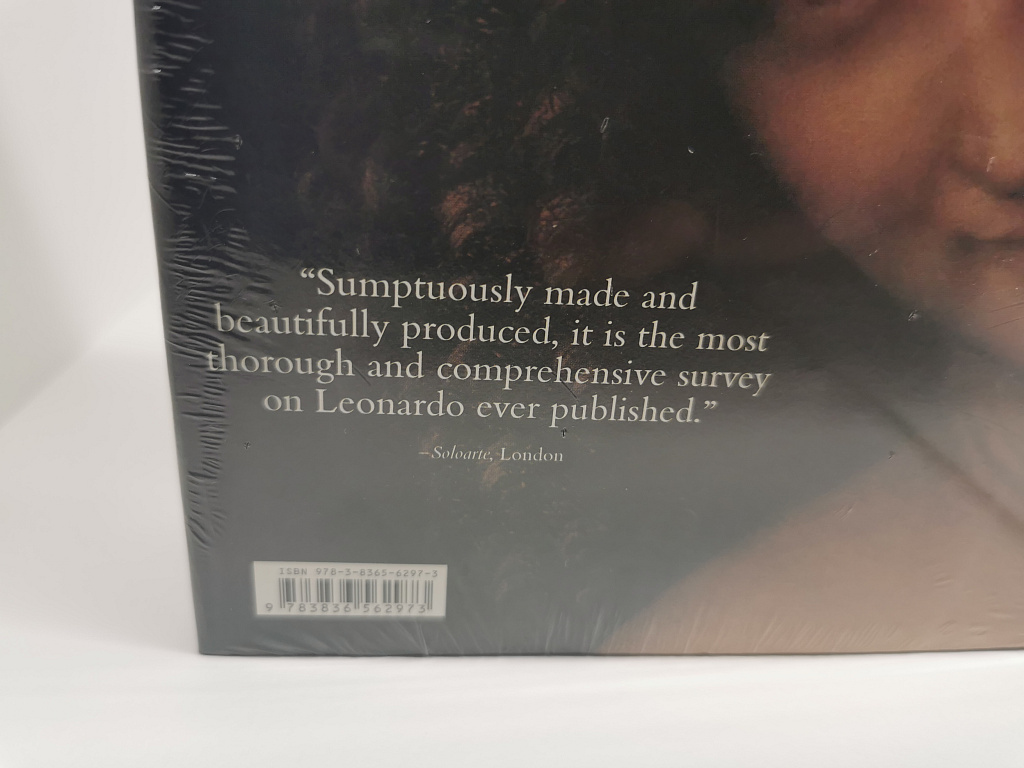 “Sumptuously made and
beautifully produced, it is the most
thorough and comprehensive survey
on Leonardo ever published.”
–Soloarte, London
ISBN 978-3-8365-6297-3
9 783836 562973